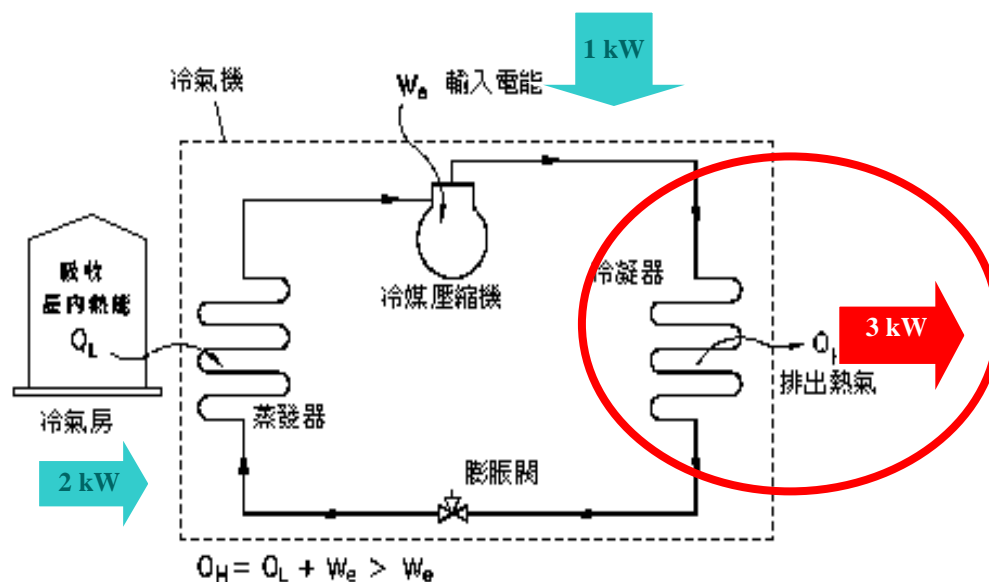 1 kW
冷氣機
We 輸入電能
吸收
屋內熱能
QL
冷媒壓縮機
冷凝器
3 kW
QH
排出熱氣
冷氣房
蒸發器
2 kW
膨脹閥
QH = QL + We > We